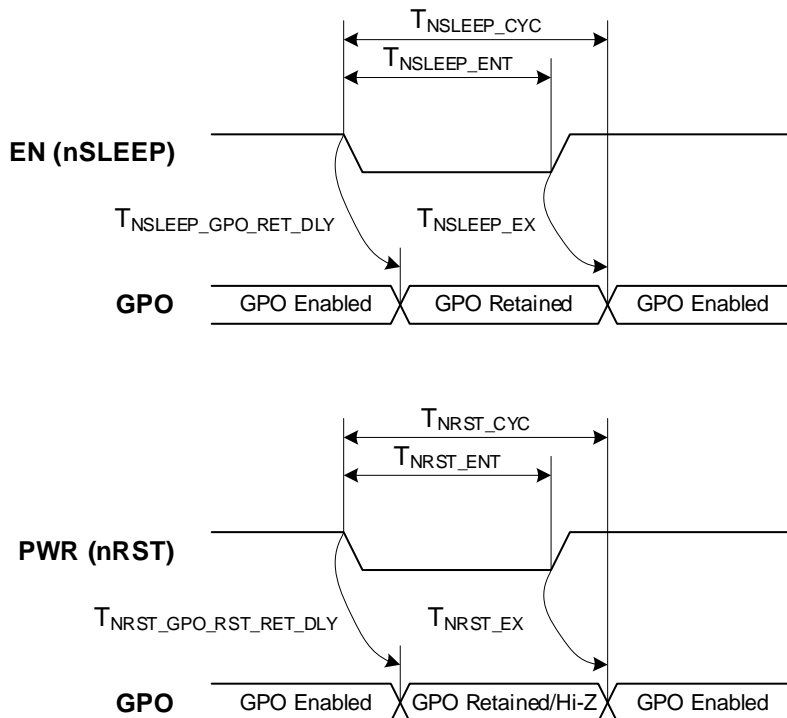 TNSLEEP_CYC
TNSLEEP_ENT
EN (nSLEEP)
TNSLEEP_GPO_RET_DLY TNSLEEP_EX
GPO GPO Enabled GPO Retained GPO Enabled
TNRST_CYC
TNRST_ENT
PWR (nRST)
TNRST_GPO_RST_RET_DLY TNRST_EX
GPO GPO Enabled GPO Retained/Hi-Z GPO Enabled